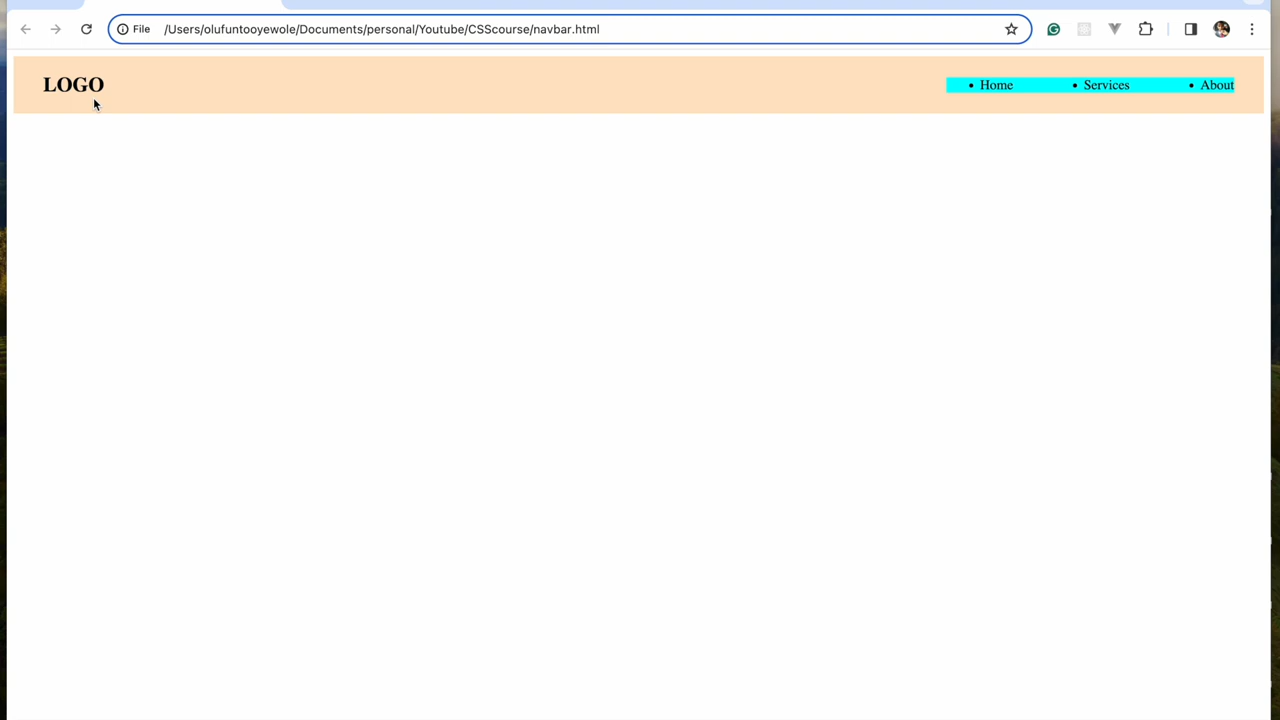 File /Users/olufuntooyewole/Documents/personal/Youtube/CSScourse/navbar.html
LOGO
• Home • Services • About